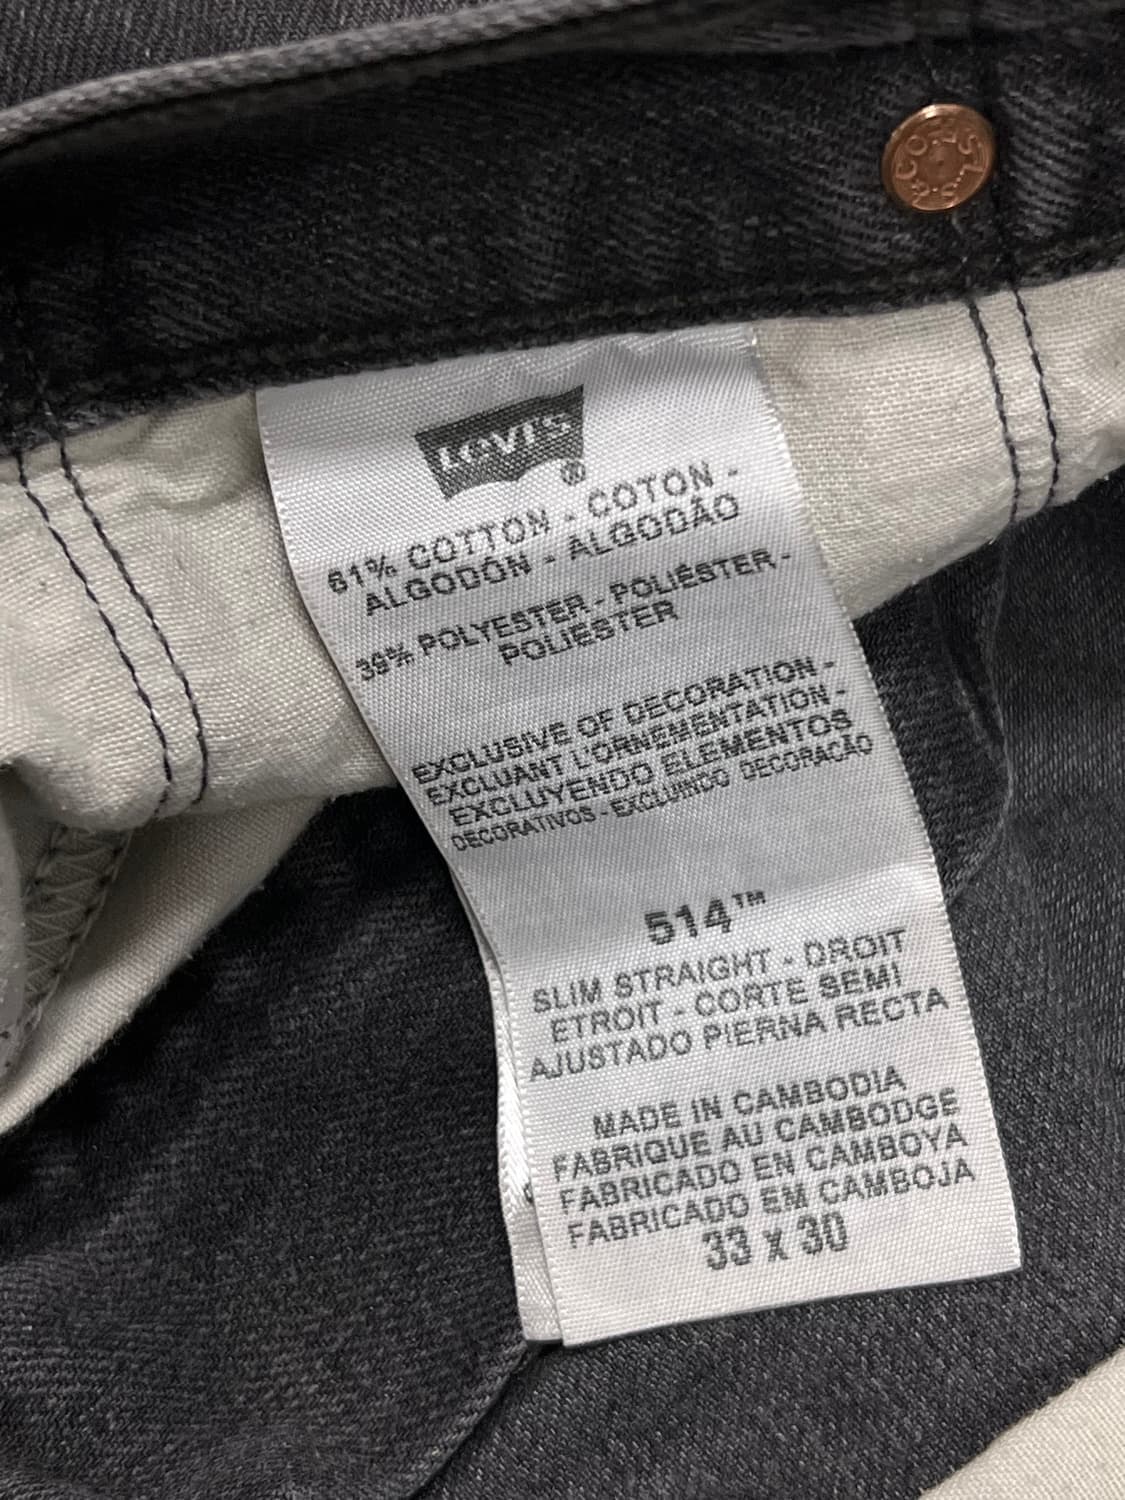 L.S.& CO.
LEVI'S®
61% COTTON - COTON -
ALGODÓN - ALGODÃO
39% POLYESTER - POLIÉSTER -
POLIÉSTER
EXCLUSIVE OF DECORATION -
EXCLUANT L'ORNEMENTATION -
EXCLUYENDO ELEMENTOS
DECORATIVOS - EXCLUINDO DECORAÇÃO
514™
SLIM STRAIGHT - DROIT
ETROIT - CORTE SEMI
AJUSTADO PIERNA RECTA
MADE IN CAMBODIA
FABRIQUE AU CAMBODGE
FABRICADO EN CAMBOYA
FABRICADO EM CAMBOJA
33 x 30